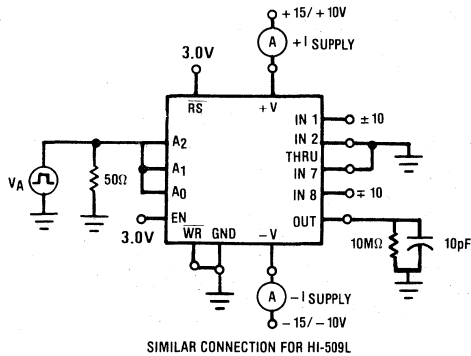 +15/+10V
A
+I SUPPLY
3.0V
RS
+V
IN 1
±10
A2
IN 2
THRU
A1
IN 7
50Ω
VA
A0
IN 8
∓10
EN
OUT
3.0V
WR
GND
-V
10MΩ
10pF
A
-I SUPPLY
-15/-10V
SIMILAR CONNECTION FOR HI-509L